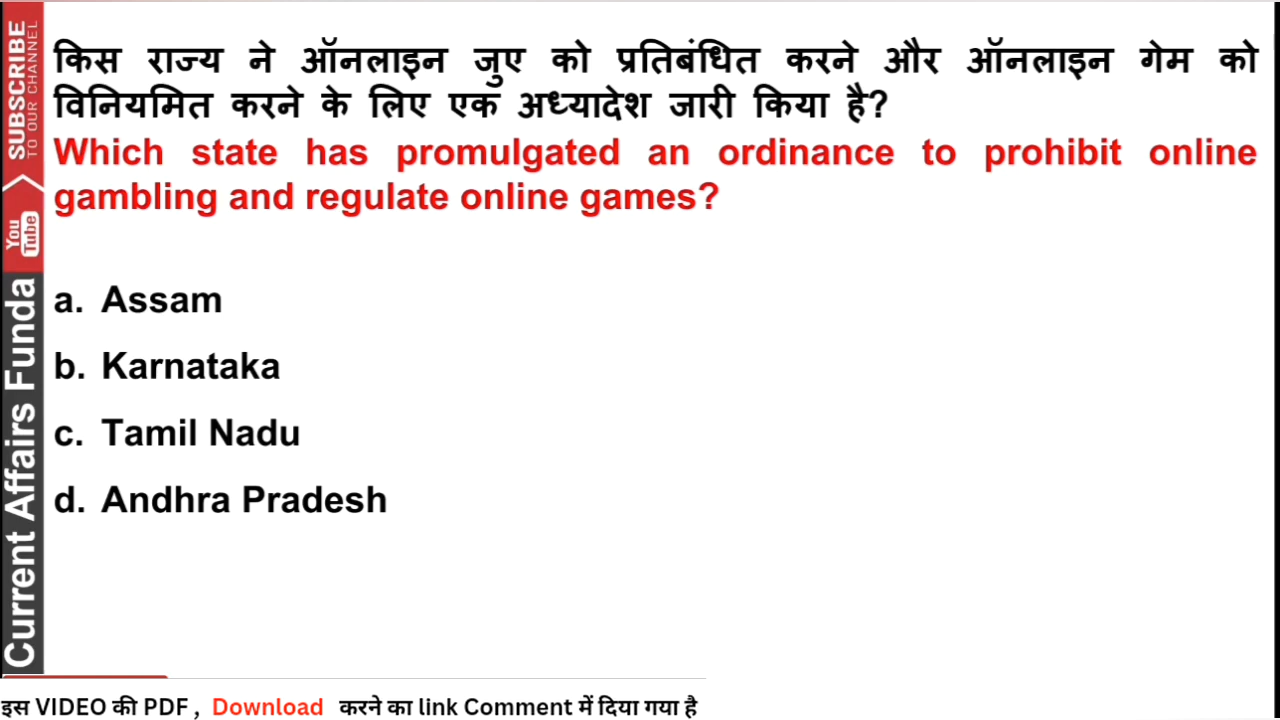 किस राज्य ने ऑनलाइन जुए को प्रतिबंधित करने और ऑनलाइन गेम को
विनियमित करने के लिए एक अध्यादेश जारी किया है?
Which state has promulgated an ordinance to prohibit online
gambling and regulate online games?
a. Assam
b. Karnataka
c. Tamil Nadu
d. Andhra Pradesh
SUBSCRIBE
TO OUR CHANNEL
You
Tube
Current Affairs Funda
इस VIDEO की PDF , Download करने का link Comment में दिया गया है